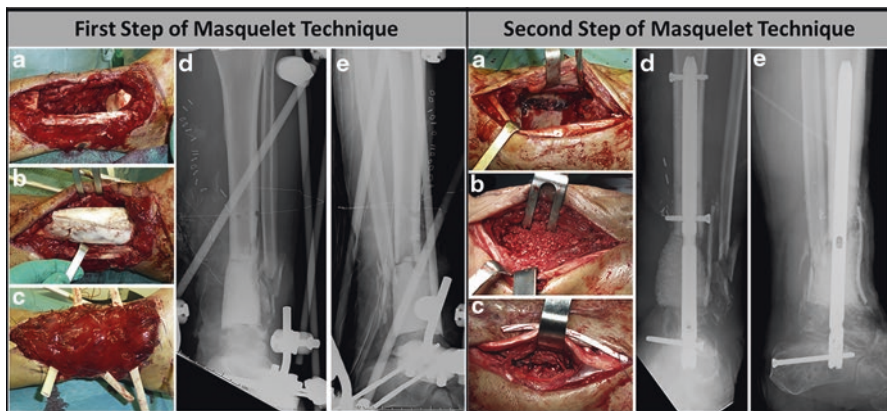 First Step of Masquelet Technique
Second Step of Masquelet Technique
a
b
c
d
e
a
b
c
d
e